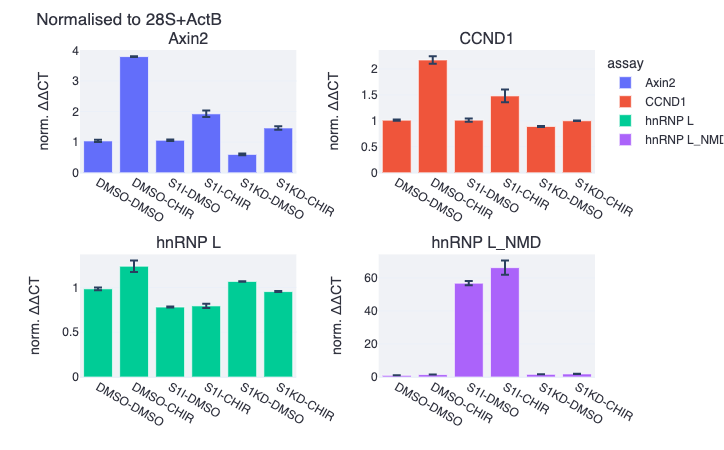 Normalised to 28S+ActB
Axin2
norm. ΔΔCT
4
3
2
1
0
DMSO-DMSO
DMSO-CHIR
S1I-DMSO
S1I-CHIR
S1KD-DMSO
S1KD-CHIR
CCND1
norm. ΔΔCT
2
1.5
1
0.5
0
DMSO-DMSO
DMSO-CHIR
S1I-DMSO
S1I-CHIR
S1KD-DMSO
S1KD-CHIR
assay
Axin2
CCND1
hnRNP L
hnRNP L_NMD
hnRNP L
norm. ΔΔCT
1
0.5
0
DMSO-DMSO
DMSO-CHIR
S1I-DMSO
S1I-CHIR
S1KD-DMSO
S1KD-CHIR
hnRNP L_NMD
norm. ΔΔCT
60
40
20
0
DMSO-DMSO
DMSO-CHIR
S1I-DMSO
S1I-CHIR
S1KD-DMSO
S1KD-CHIR